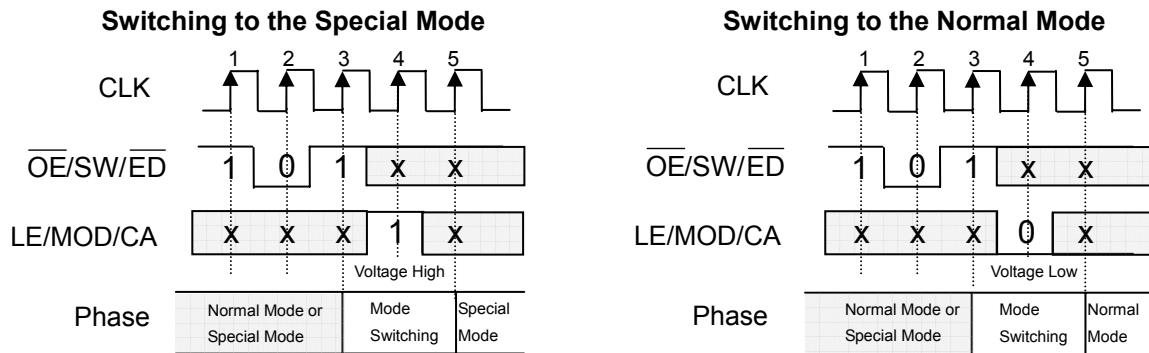 Switching to the Special Mode
1 2 3 4 5
CLK
OE/SW/ED 1 0 1 x x
LE/MOD/CA x x x 1 x
Voltage High
Phase
Normal Mode or
Special Mode
Mode
Switching
Special
Mode
Switching to the Normal Mode
1 2 3 4 5
CLK
OE/SW/ED 1 0 1 x x
LE/MOD/CA x x x 0 x
Voltage Low
Phase
Normal Mode or
Special Mode
Mode
Switching
Normal
Mode